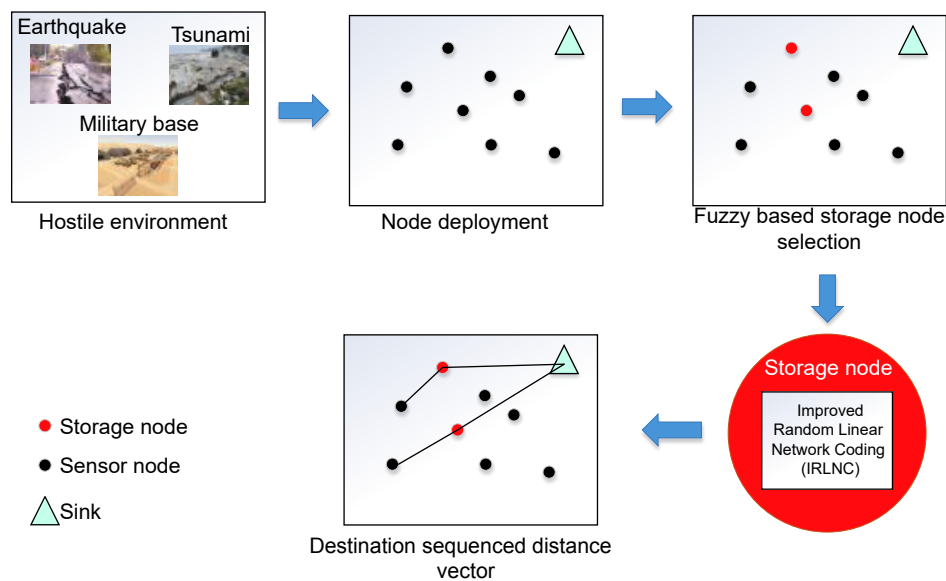 Earthquake
Tsunami
Military base
Hostile environment
Node deployment
Fuzzy based storage node
selection
Storage node
Improved
Random Linear
Network Coding
(IRLNC)
Storage node
Sensor node
Sink
Destination sequenced distance
vector